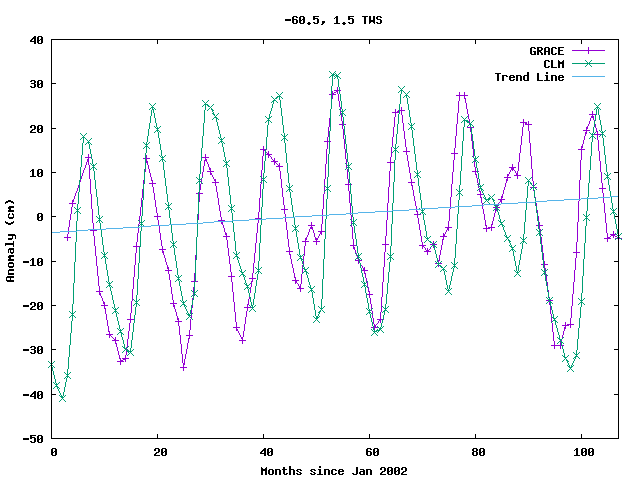 -60.5, 1.5 TWS
GRACE
CLM
Trend Line
40
30
20
10
0
-10
-20
-30
-40
-50
Anomaly (cm)
0 20 40 60 80 100
Months since Jan 2002